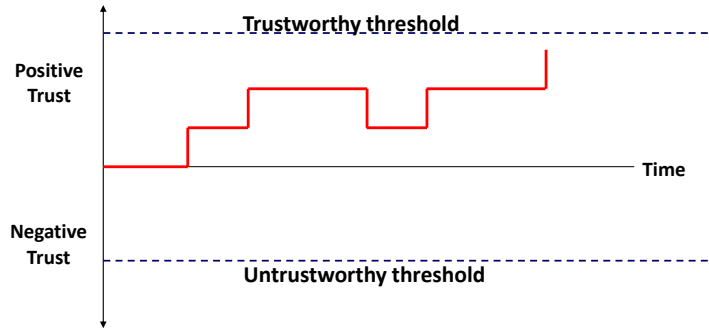 Trustworthy threshold
Positive
Trust
Time
Negative
Trust
Untrustworthy threshold